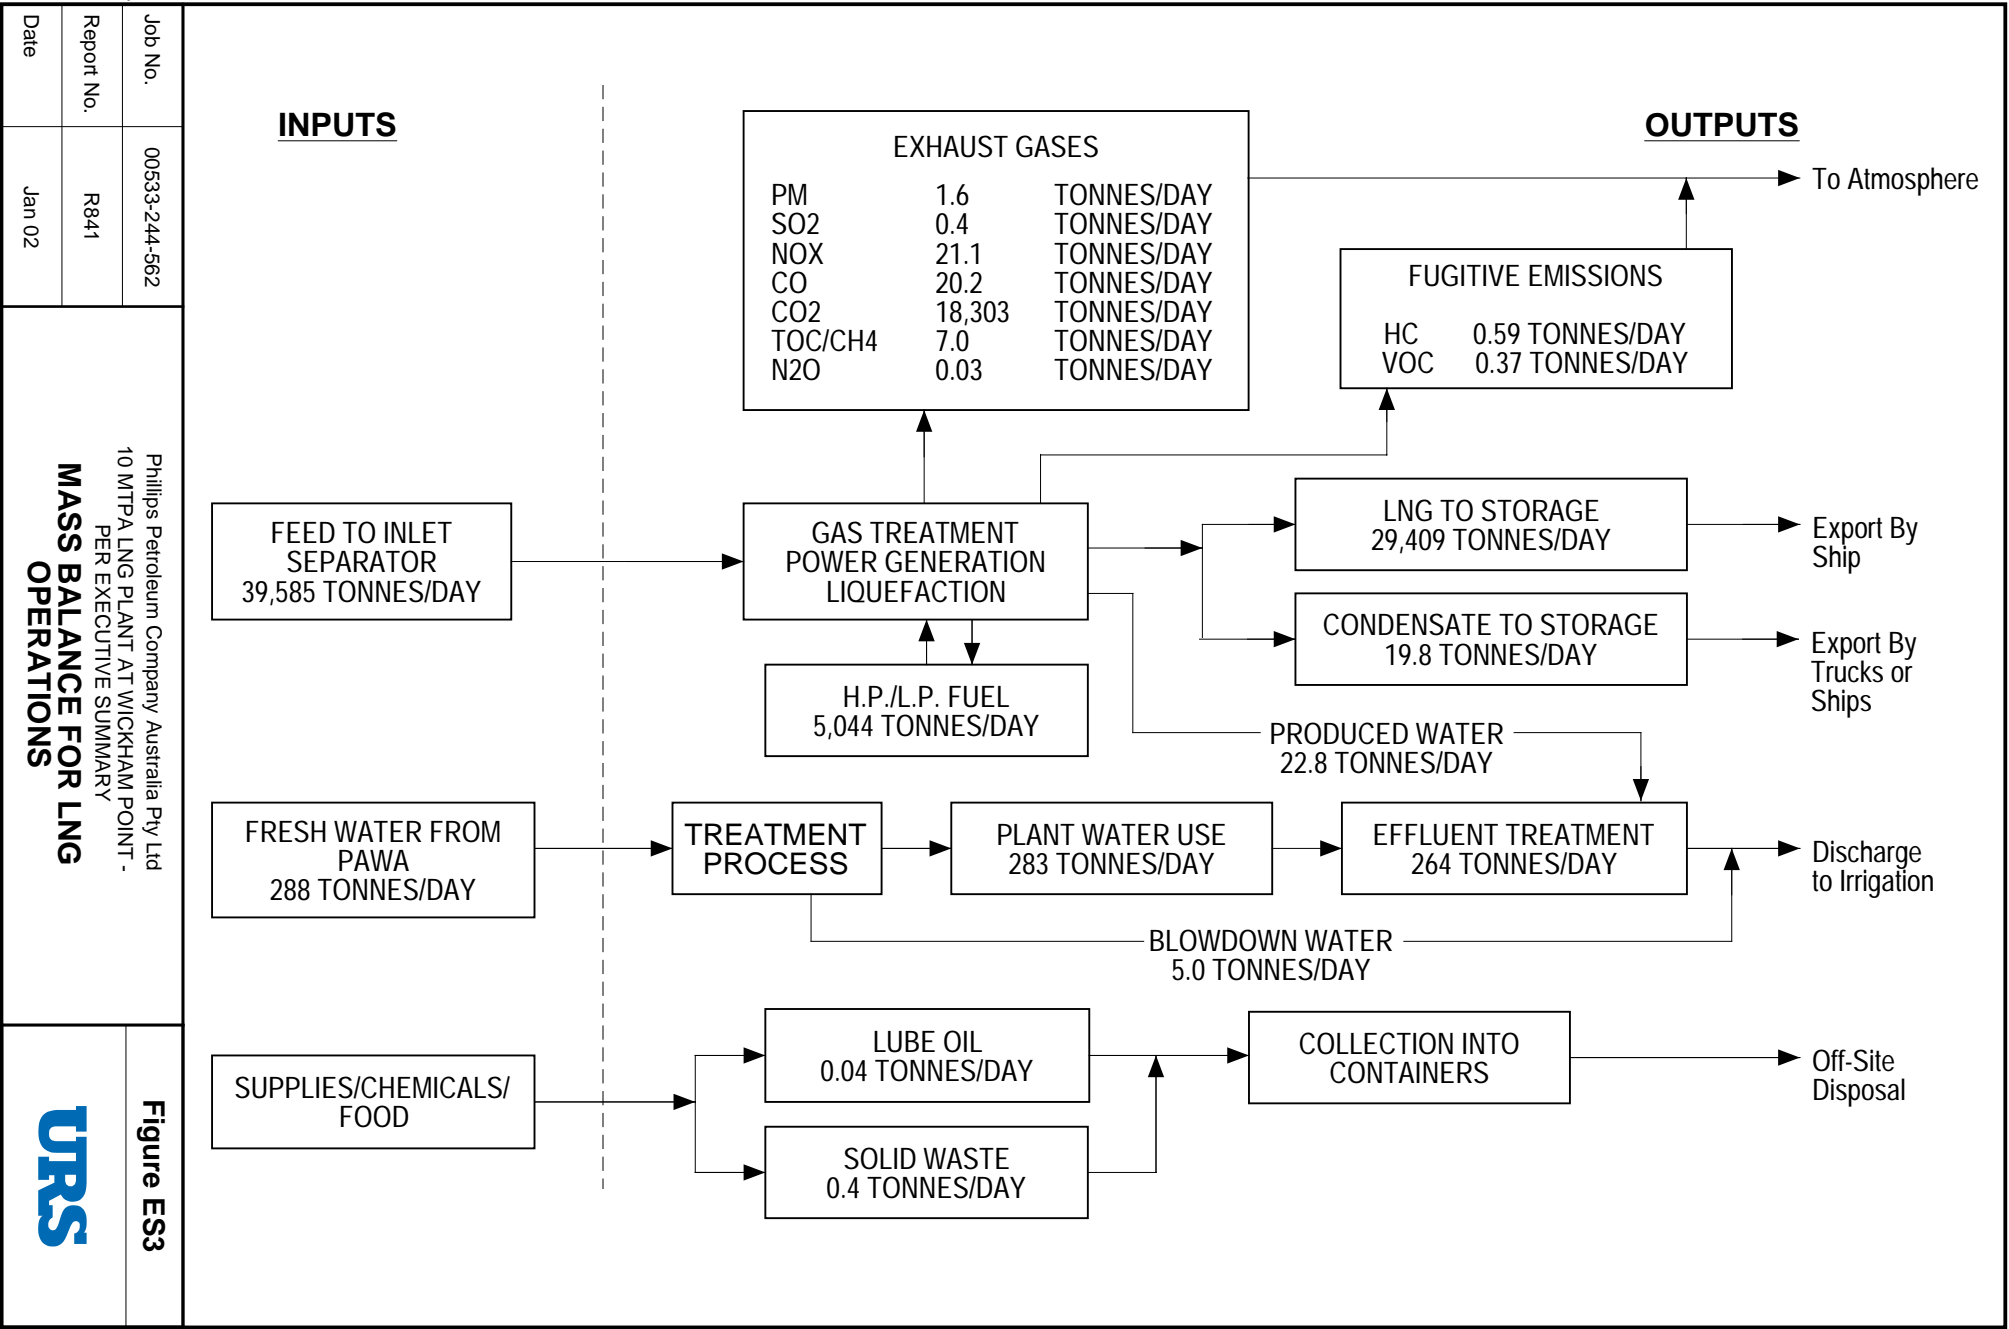 INPUTS
OUTPUTS
EXHAUST GASES
PM 1.6 TONNES/DAY
SO2 0.4 TONNES/DAY
NOX 21.1 TONNES/DAY
CO 20.2 TONNES/DAY
CO2 18,303 TONNES/DAY
TOC/CH4 7.0 TONNES/DAY
N2O 0.03 TONNES/DAY
To Atmosphere
FUGITIVE EMISSIONS
HC 0.59 TONNES/DAY
VOC 0.37 TONNES/DAY
FEED TO INLET
SEPARATOR
39,585 TONNES/DAY
GAS TREATMENT
POWER GENERATION
LIQUEFACTION
LNG TO STORAGE
29,409 TONNES/DAY
Export By
Ship
CONDENSATE TO STORAGE
19.8 TONNES/DAY
Export By
Trucks or
Ships
H.P./L.P. FUEL
5,044 TONNES/DAY
PRODUCED WATER
22.8 TONNES/DAY
FRESH WATER FROM
PAWA
288 TONNES/DAY
TREATMENT
PROCESS
PLANT WATER USE
283 TONNES/DAY
EFFLUENT TREATMENT
264 TONNES/DAY
Discharge
to Irrigation
BLOWDOWN WATER
5.0 TONNES/DAY
SUPPLIES/CHEMICALS/
FOOD
LUBE OIL
0.04 TONNES/DAY
SOLID WASTE
0.4 TONNES/DAY
COLLECTION INTO
CONTAINERS
Off-Site
Disposal
Job No. 00533-244-562
Report No. R841
Date Jan 02
Phillips Petroleum Company Australia Pty Ltd
10 MTPA LNG PLANT AT WICKHAM POINT -
PER EXECUTIVE SUMMARY
MASS BALANCE FOR LNG
OPERATIONS
Figure ES3
URS